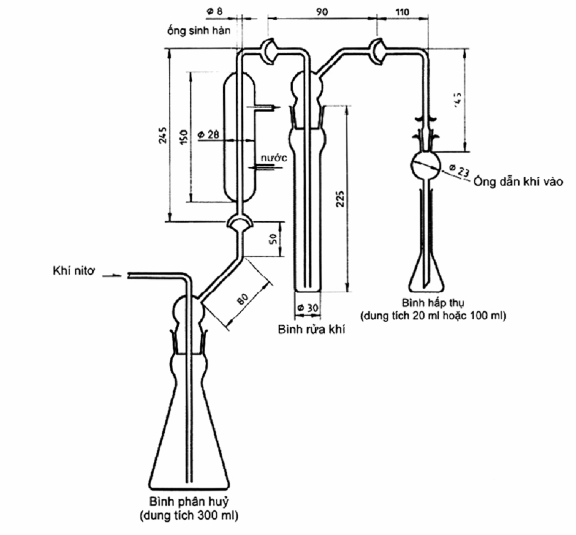 ø 8
90
110
ống sinh hàn
245
150
ø 28
nước
50
225
ø 23
Ống dẫn khí vào
Khí nitơ
80
ø 30
Bình rửa khí
Bình hấp thụ
(dung tích 20 ml hoặc 100 ml)
Bình phân huỷ
(dung tích 300 ml)